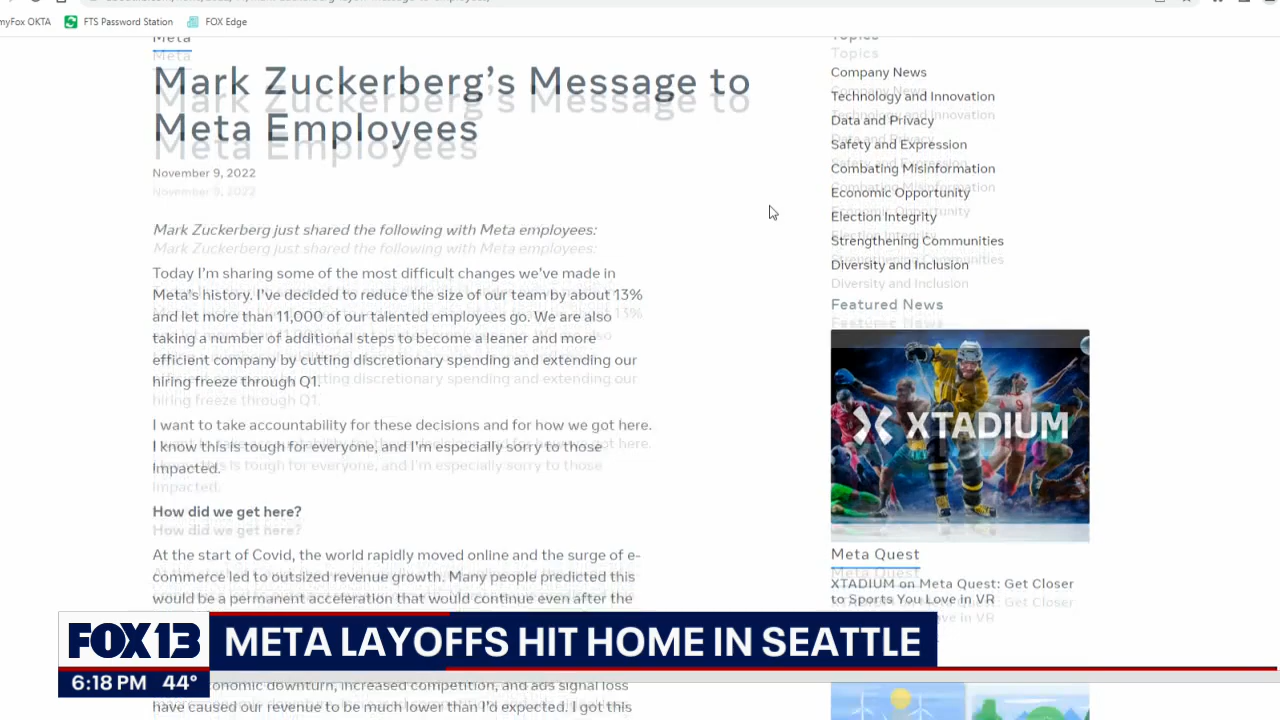 myFox OKTA
FTS Password Station
FOX Edge
Meta
Mark Zuckerberg's Message to
Meta Employees
November 9, 2022
Mark Zuckerberg just shared the following with Meta employees:
Today I'm sharing some of the most difficult changes we've made in
Meta's history. I've decided to reduce the size of our team by about 13%
and let more than 11,000 of our talented employees go. We are also
taking a number of additional steps to become a leaner and more
efficient company by cutting discretionary spending and extending our
hiring freeze through Q1.
I want to take accountability for these decisions and for how we got here.
I know this is tough for everyone, and I'm especially sorry to those
impacted.
How did we get here?
At the start of Covid, the world rapidly moved online and the surge of e-
commerce led to outsized revenue growth. Many people predicted this
would be a permanent acceleration that would continue even after the
downturn, increased competition, and ads signal loss
have caused our revenue to be much lower than I'd expected. I got this
Topics
Company News
Technology and Innovation
Data and Privacy
Safety and Expression
Combating Misinformation
Economic Opportunity
Election Integrity
Strengthening Communities
Diversity and Inclusion
Featured News
XTADIUM
Meta Quest
XTADIUM on Meta Quest: Get Closer
to Sports You Love in VR
FOX 13
META LAYOFFS HIT HOME IN SEATTLE
6:18 PM 44°